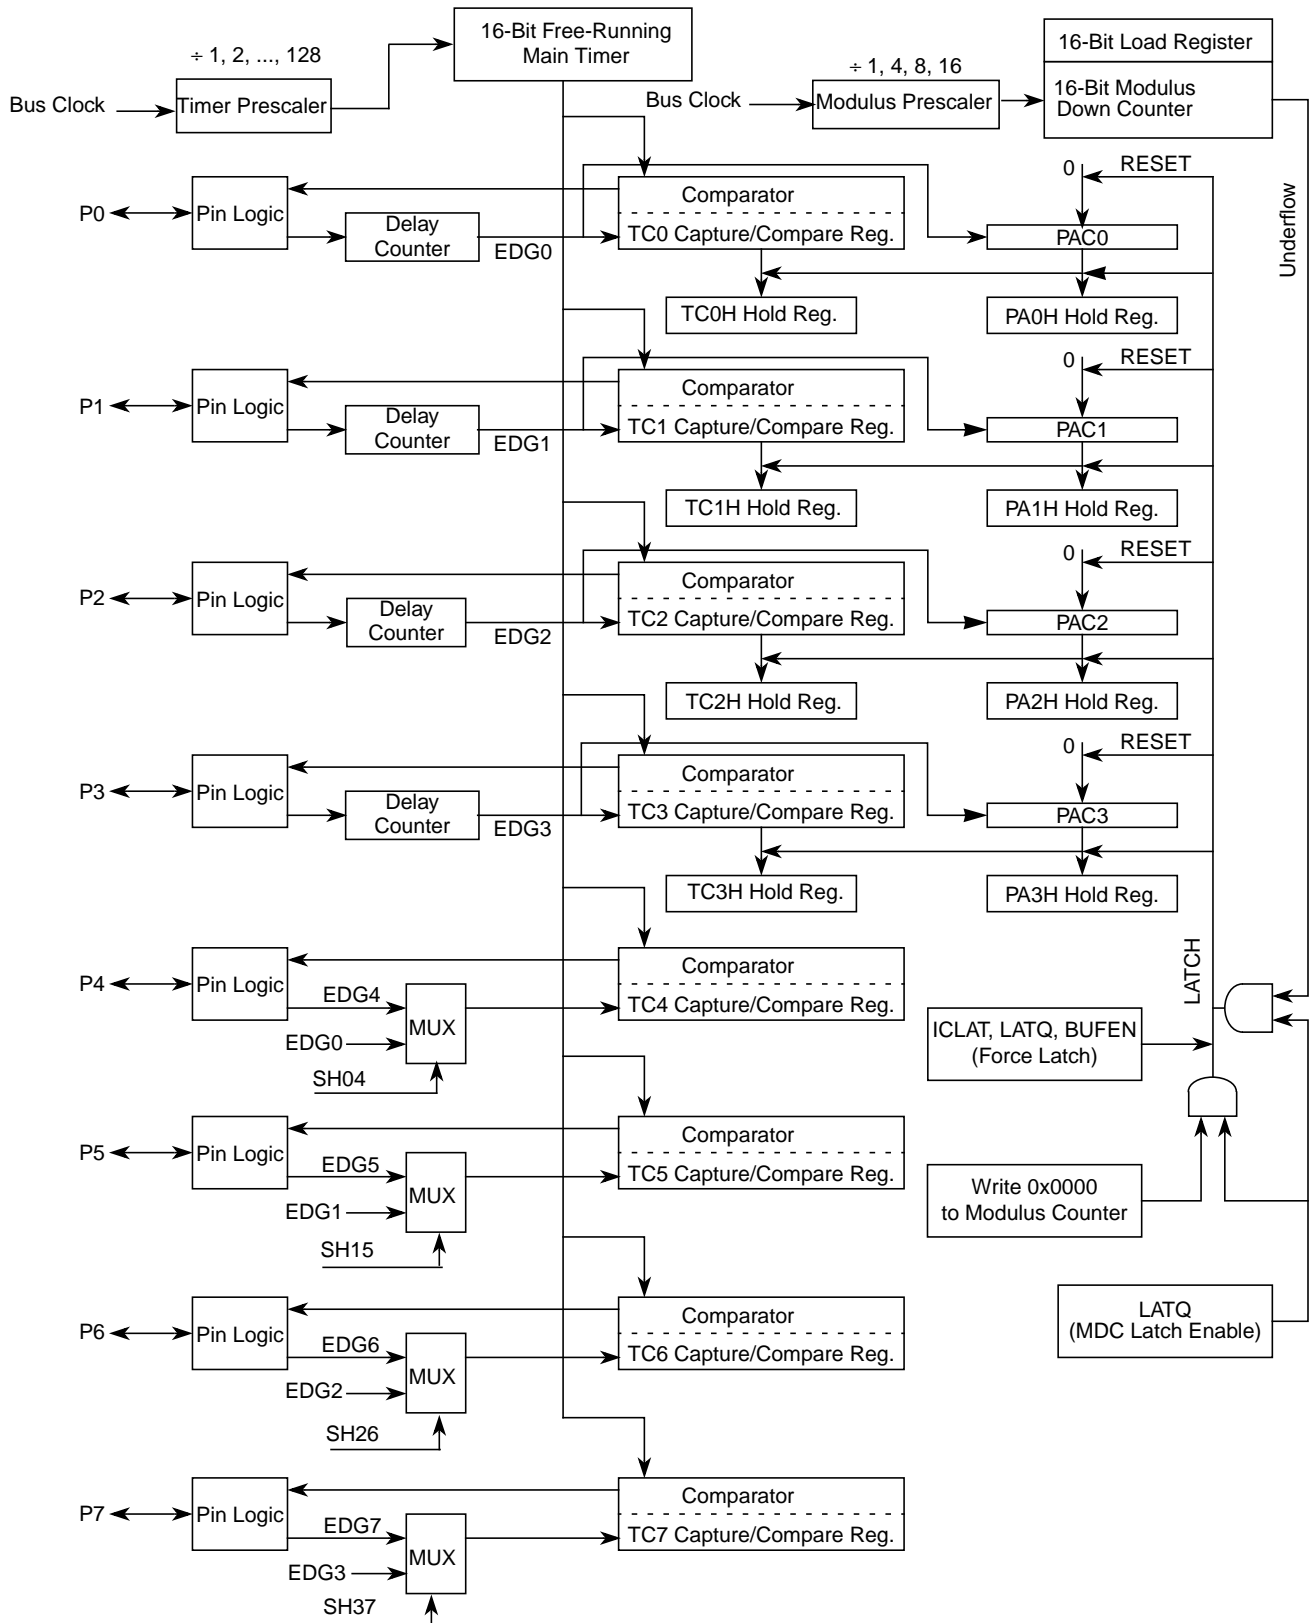 16-Bit Free-Running
Main Timer
16-Bit Load Register
16-Bit Modulus
Down Counter
÷ 1, 2, ..., 128
÷ 1, 4, 8, 16
Bus Clock
Timer Prescaler
Bus Clock
Modulus Prescaler
Underflow
P0
Pin Logic
Delay
Counter
EDG0
Comparator
TC0 Capture/Compare Reg.
0
RESET
PAC0
TC0H Hold Reg.
PA0H Hold Reg.
P1
Pin Logic
Delay
Counter
EDG1
Comparator
TC1 Capture/Compare Reg.
0
RESET
PAC1
TC1H Hold Reg.
PA1H Hold Reg.
P2
Pin Logic
Delay
Counter
EDG2
Comparator
TC2 Capture/Compare Reg.
0
RESET
PAC2
TC2H Hold Reg.
PA2H Hold Reg.
P3
Pin Logic
Delay
Counter
EDG3
Comparator
TC3 Capture/Compare Reg.
0
RESET
PAC3
TC3H Hold Reg.
PA3H Hold Reg.
LATCH
P4
Pin Logic
EDG4
EDG0
MUX
SH04
Comparator
TC4 Capture/Compare Reg.
ICLAT, LATQ, BUFEN
(Force Latch)
P5
Pin Logic
EDG5
EDG1
MUX
SH15
Comparator
TC5 Capture/Compare Reg.
Write 0x0000
to Modulus Counter
P6
Pin Logic
EDG6
EDG2
MUX
SH26
Comparator
TC6 Capture/Compare Reg.
LATQ
(MDC Latch Enable)
P7
Pin Logic
EDG7
EDG3
MUX
SH37
Comparator
TC7 Capture/Compare Reg.